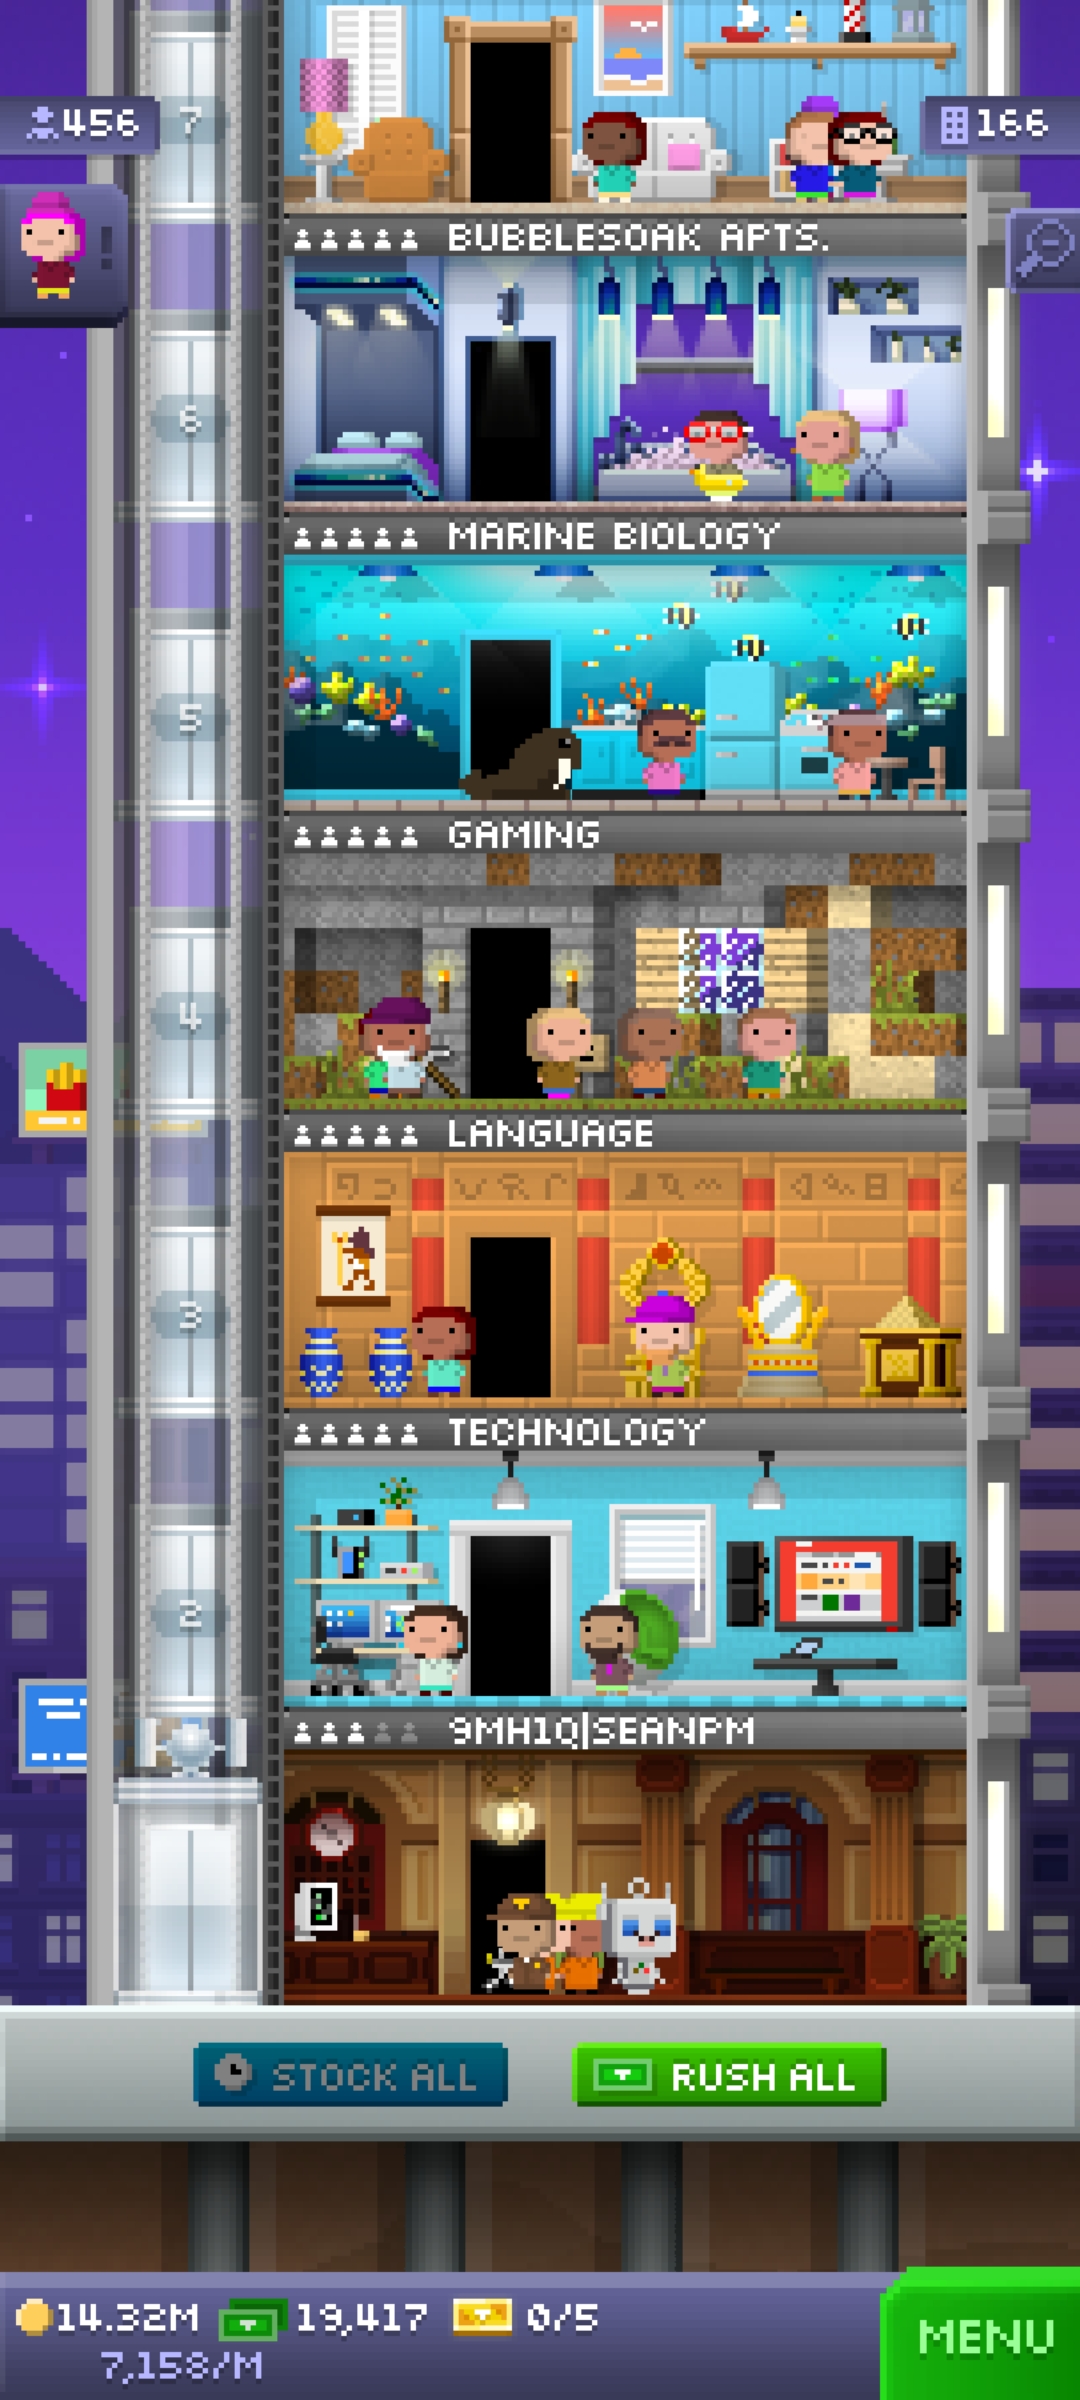 7
456
166
!
BUBBLESOAK APTS.
6
MARINE BIOLOGY
5
GAMING
4
LANGUAGE
3
TECHNOLOGY
2
9MH1Q|SEANPM
STOCK ALL
RUSH ALL
14.32M
19,417
0/5
7,158/M
MENU